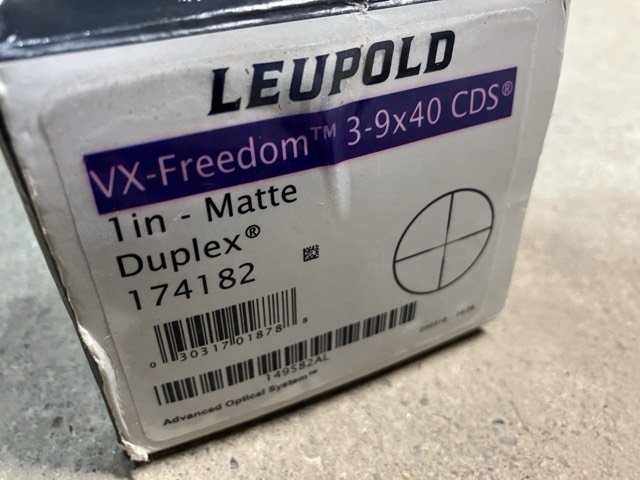 LEUPOLD
VX-Freedom™ 3-9x40 CDS®
1in - Matte
Duplex®
174182
0 30317 01878 8
149582AL
Advanced Optical System™